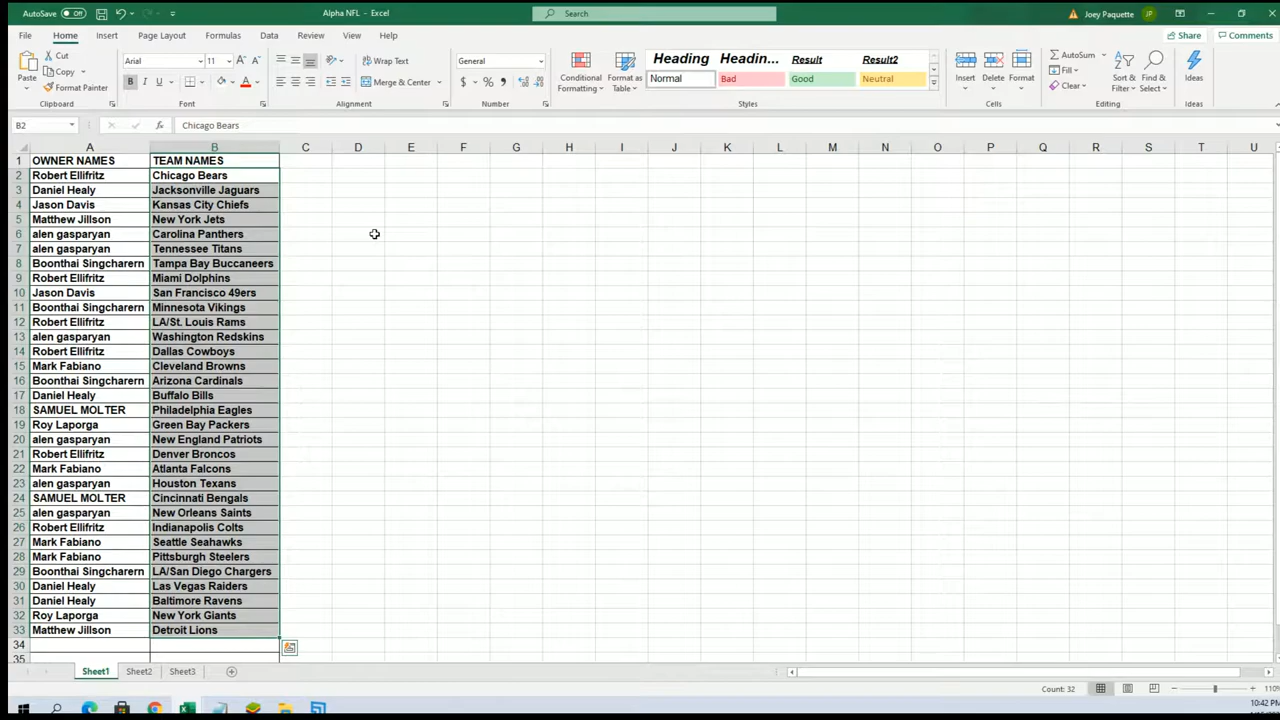 AutoSave Off Alpha NFL - Excel Search Joey Paquette JP
File Home Insert Page Layout Formulas Data Review View Help Share Comments
Paste Cut Copy Format Painter Clipboard
Arial 11 B I U A Font
Wrap Text Merge & Center Alignment
General $ % Number
Conditional Formatting Format as Table
Heading Headin... Result Result2
Normal Bad Good Neutral
Styles
Insert Delete Format Cells
AutoSum Fill Clear Sort & Filter Find & Select Editing
Ideas Ideas
B2 fx Chicago Bears
A B C D E F G H I J K L M N O P Q R S T U
1 OWNER NAMES TEAM NAMES
2 Robert Ellifritz Chicago Bears
3 Daniel Healy Jacksonville Jaguars
4 Jason Davis Kansas City Chiefs
5 Matthew Jillson New York Jets
6 alen gasparyan Carolina Panthers
7 alen gasparyan Tennessee Titans
8 Boonthai Singcharern Tampa Bay Buccaneers
9 Robert Ellifritz Miami Dolphins
10 Jason Davis San Francisco 49ers
11 Boonthai Singcharern Minnesota Vikings
12 Robert Ellifritz LA/St. Louis Rams
13 alen gasparyan Washington Redskins
14 Robert Ellifritz Dallas Cowboys
15 Mark Fabiano Cleveland Browns
16 Boonthai Singcharern Arizona Cardinals
17 Daniel Healy Buffalo Bills
18 SAMUEL MOLTER Philadelphia Eagles
19 Roy Laporga Green Bay Packers
20 alen gasparyan New England Patriots
21 Robert Ellifritz Denver Broncos
22 Mark Fabiano Atlanta Falcons
23 alen gasparyan Houston Texans
24 SAMUEL MOLTER Cincinnati Bengals
25 alen gasparyan New Orleans Saints
26 Robert Ellifritz Indianapolis Colts
27 Mark Fabiano Seattle Seahawks
28 Mark Fabiano Pittsburgh Steelers
29 Boonthai Singcharern LA/San Diego Chargers
30 Daniel Healy Las Vegas Raiders
31 Daniel Healy Baltimore Ravens
32 Roy Laporga New York Giants
33 Matthew Jillson Detroit Lions
34
35
Sheet1 Sheet2 Sheet3
Count: 32 110%
10:42 PM